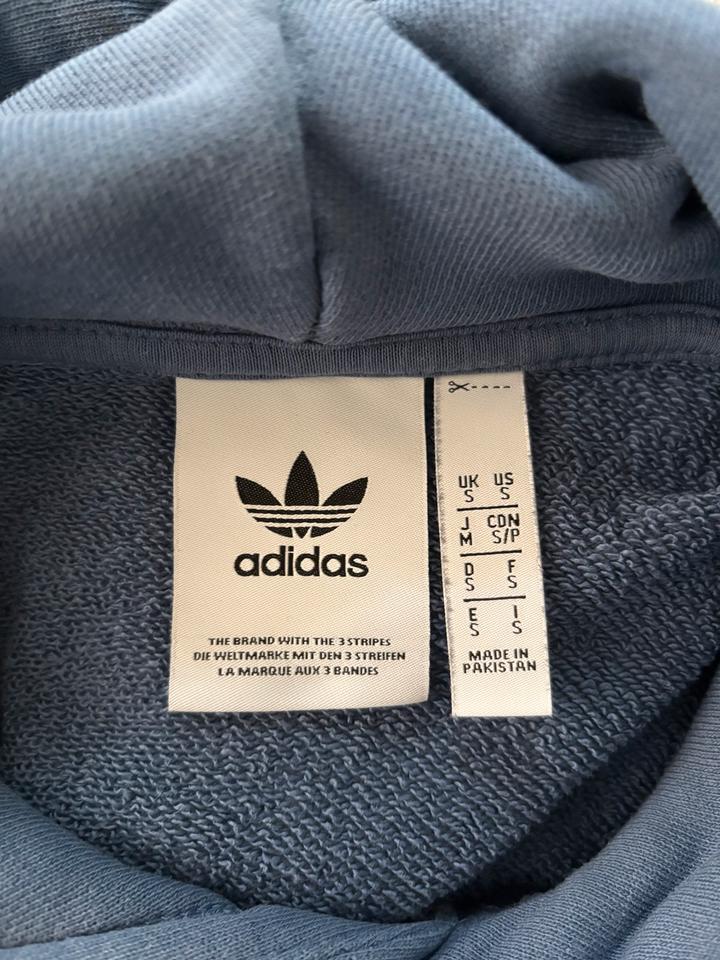 adidas
THE BRAND WITH THE 3 STRIPES
DIE WELTMARKE MIT DEN 3 STREIFEN
LA MARQUE AUX 3 BANDES
UK US
S S
J CDN
M S/P
D F
S S
E I
S S
MADE IN
PAKISTAN